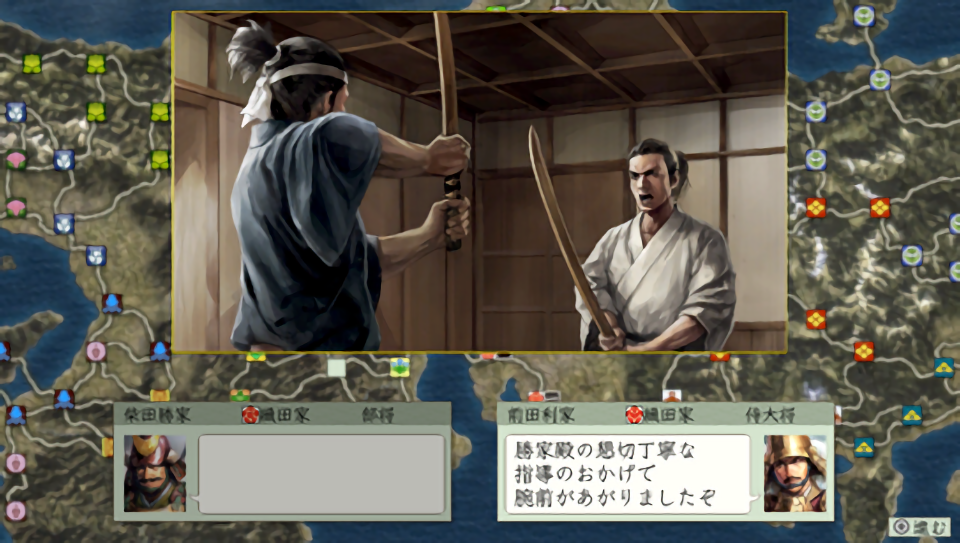 柴田勝家 織田家 部将
前田利家 織田家 侍大将
勝家殿の懇切丁寧な
指導のおかげで
腕前があがりましたぞ
進む